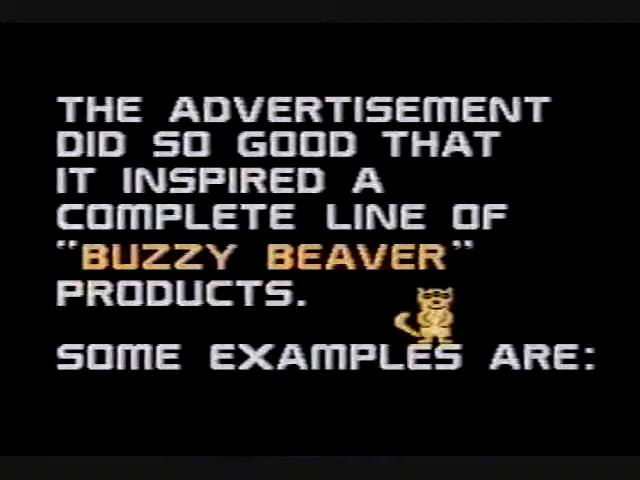 THE ADVERTISEMENT
DID SO GOOD THAT
IT INSPIRED A
COMPLETE LINE OF
"BUZZY BEAVER"
PRODUCTS.
SOME EXAMPLES ARE: